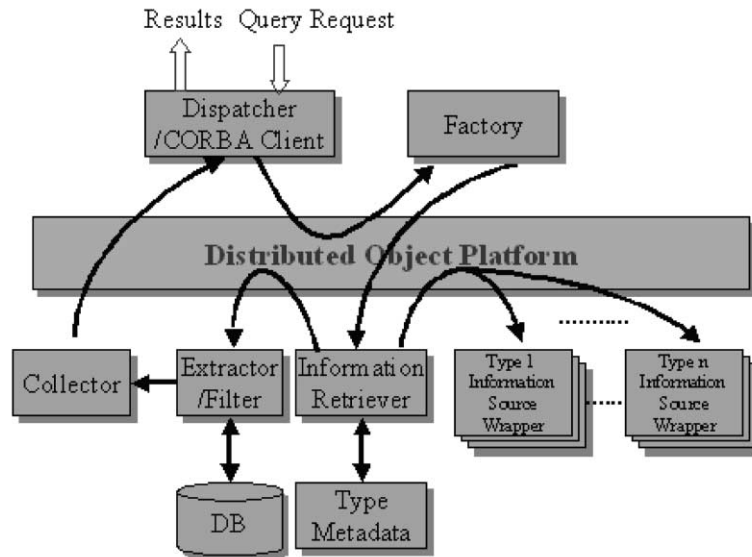 Results Query Request
Dispatcher
/CORBA Client
Factory
Distributed Object Platform
Collector
Extractor
/Filter
Information
Retriever
Type 1
Information
Source
Wrapper
Type n
Information
Source
Wrapper
DB
Type
Metadata